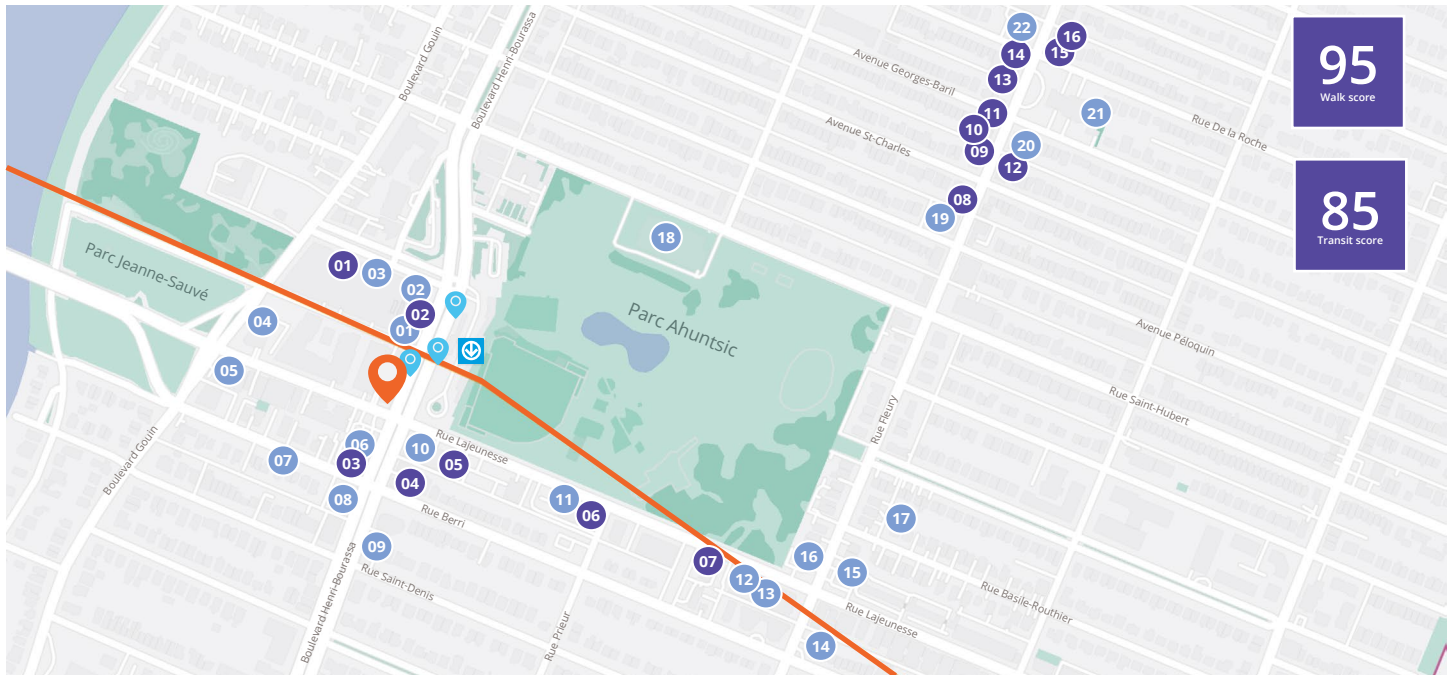 Boulevard Gouin
Boulevard Henri-Bourassa
22
16
15
14
13
Avenue Georges-Baril
95
Walk score
11
10
09
21
20
12
Avenue St-Charles
Rue De la Roche
08
19
85
Transit score
18
Parc Jeanne-Sauvé
01
03
02
02
01
04
05
Parc Ahuntsic
Avenue Péloquin
Rue Saint-Hubert
Rue Fleury
Boulevard Gouin
06
03
07
08
10
05
Rue Lajeunesse
04
Rue Berri
11
06
17
09
Rue Saint-Denis
Boulevard Henri-Bourassa
Rue Prieur
07
12
13
16
15
14
Rue Basile-Routhier
Rue Lajeunesse